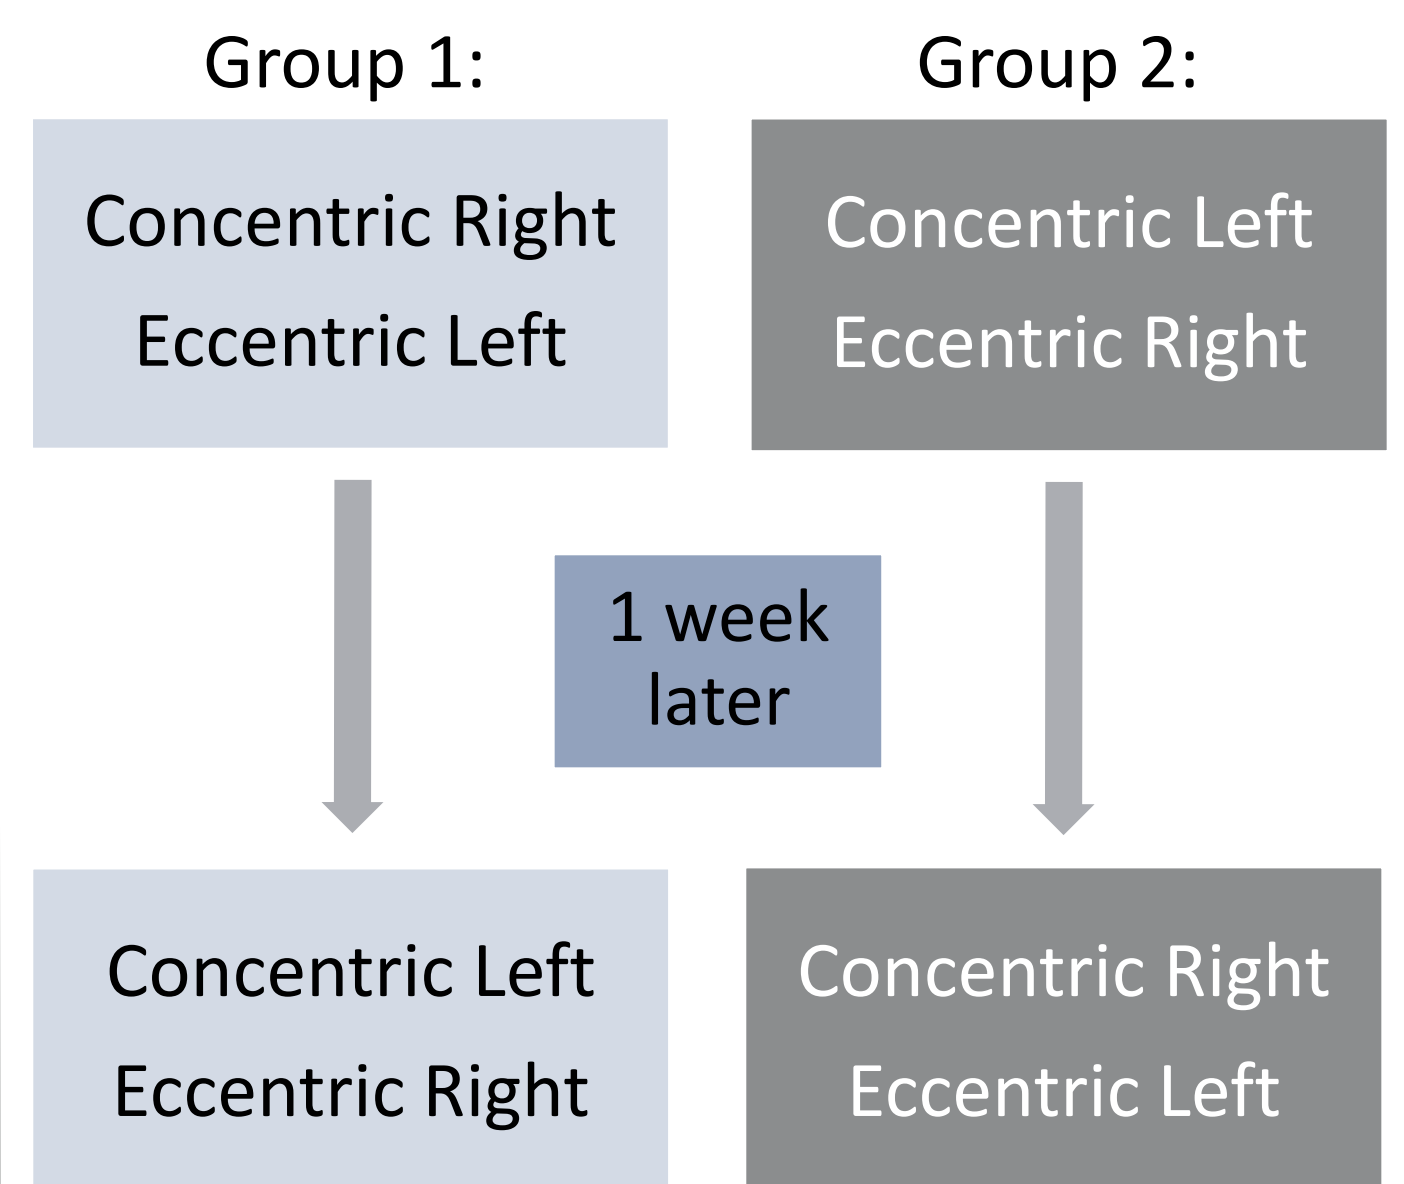 Group 1:
Group 2:
Concentric Right
Eccentric Left
Concentric Left
Eccentric Right
1 week
later
Concentric Left
Eccentric Right
Concentric Right
Eccentric Left